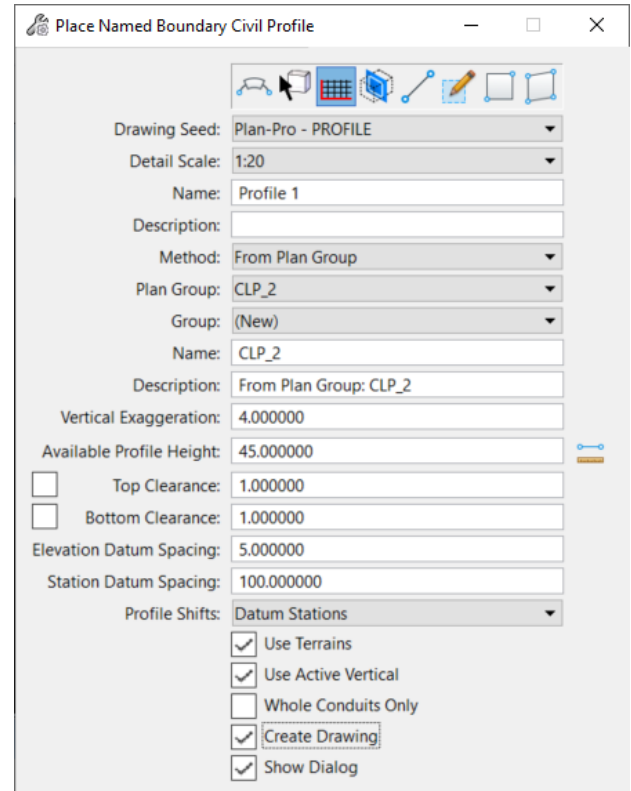 Place Named Boundary Civil Profile
Drawing Seed: Plan-Pro - PROFILE
Detail Scale: 1:20
Name: Profile 1
Description:
Method: From Plan Group
Plan Group: CLP_2
Group: (New)
Name: CLP_2
Description: From Plan Group: CLP_2
Vertical Exaggeration: 4.000000
Available Profile Height: 45.000000
Top Clearance: 1.000000
Bottom Clearance: 1.000000
Elevation Datum Spacing: 5.000000
Station Datum Spacing: 100.000000
Profile Shifts: Datum Stations
Use Terrains
Use Active Vertical
Whole Conduits Only
Create Drawing
Show Dialog